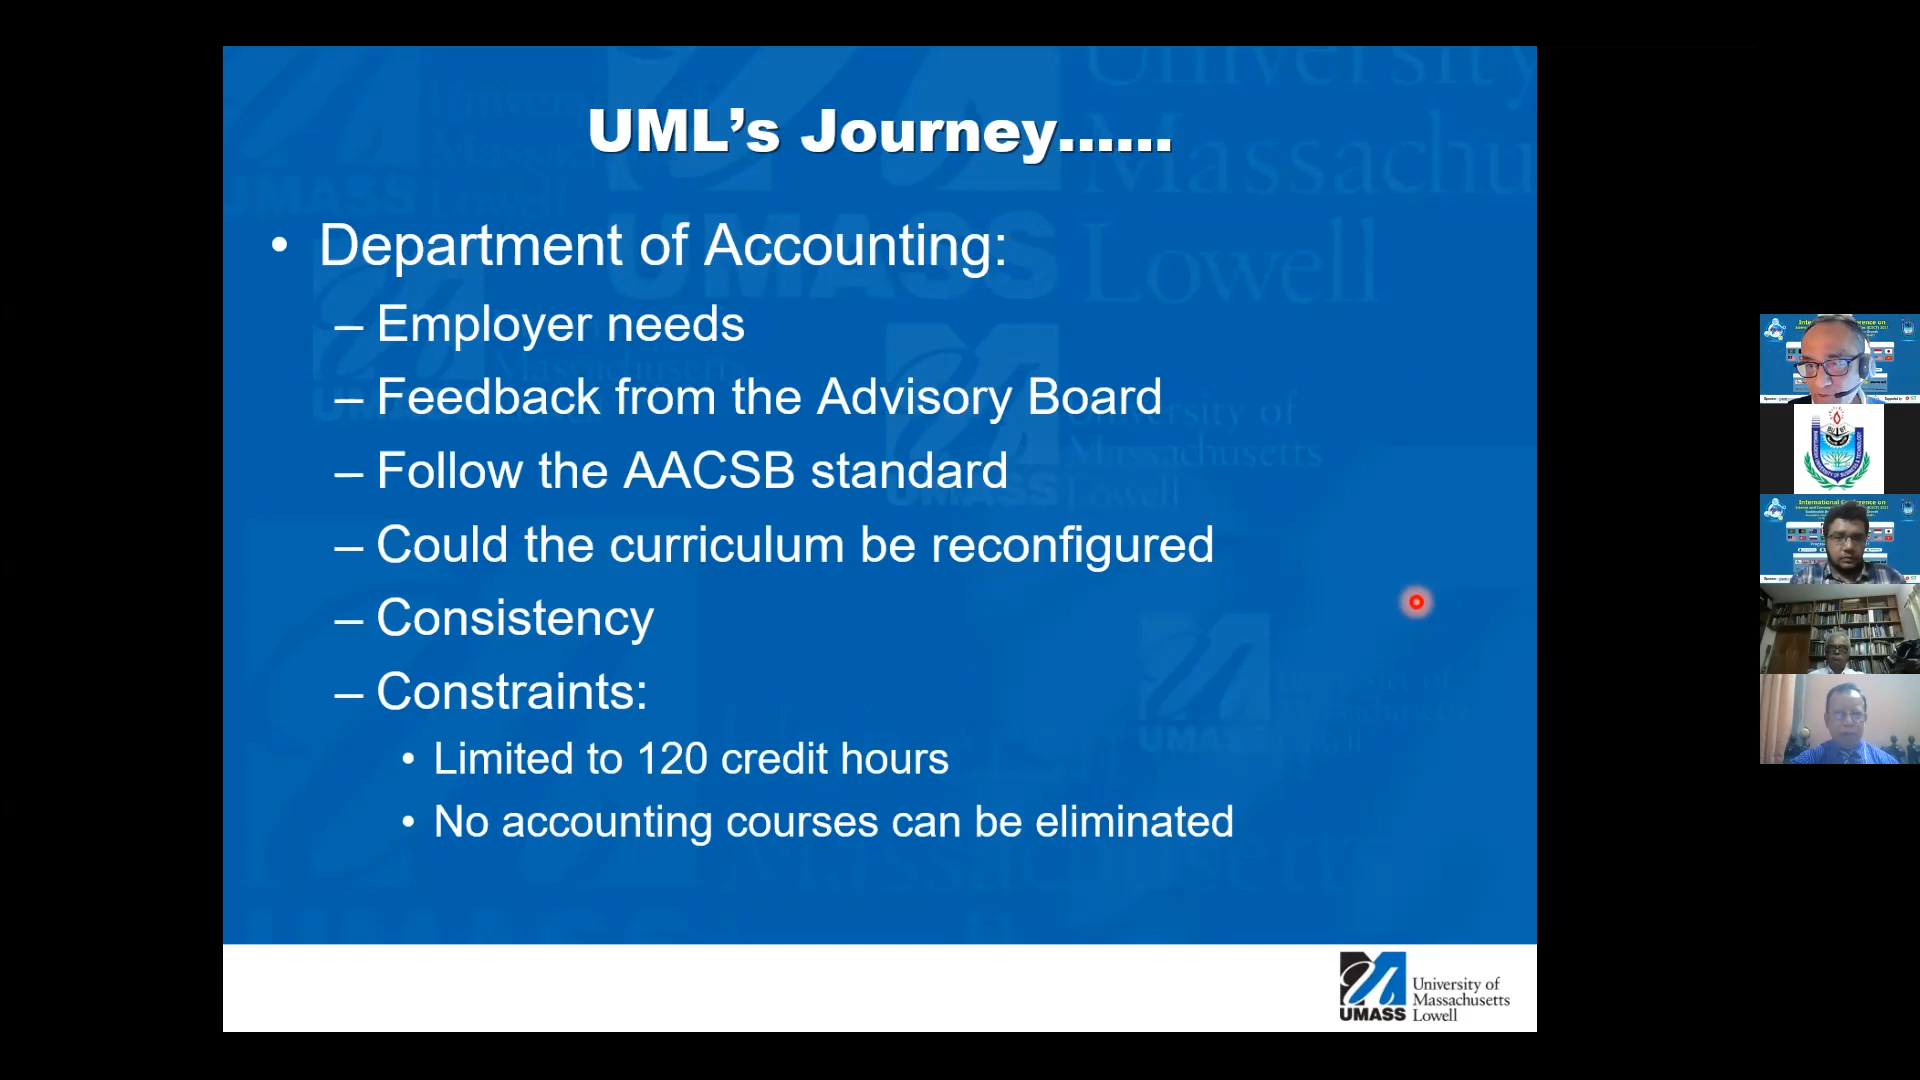 UML’s Journey......
• Department of Accounting:
– Employer needs
– Feedback from the Advisory Board
– Follow the AACSB standard
– Could the curriculum be reconfigured
– Consistency
– Constraints:
• Limited to 120 credit hours
• No accounting courses can be eliminated
UMASS
University of
Massachusetts
Lowell